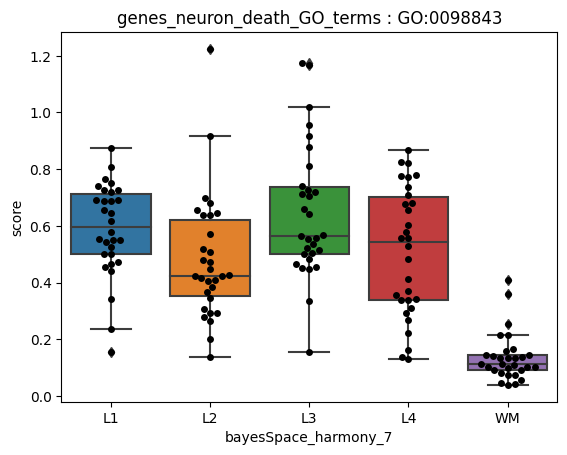 genes_neuron_death_GO_terms : GO:0098843
score
1.2
1.0
0.8
0.6
0.4
0.2
0.0
L1 L2 L3 L4 WM
bayesSpace_harmony_7